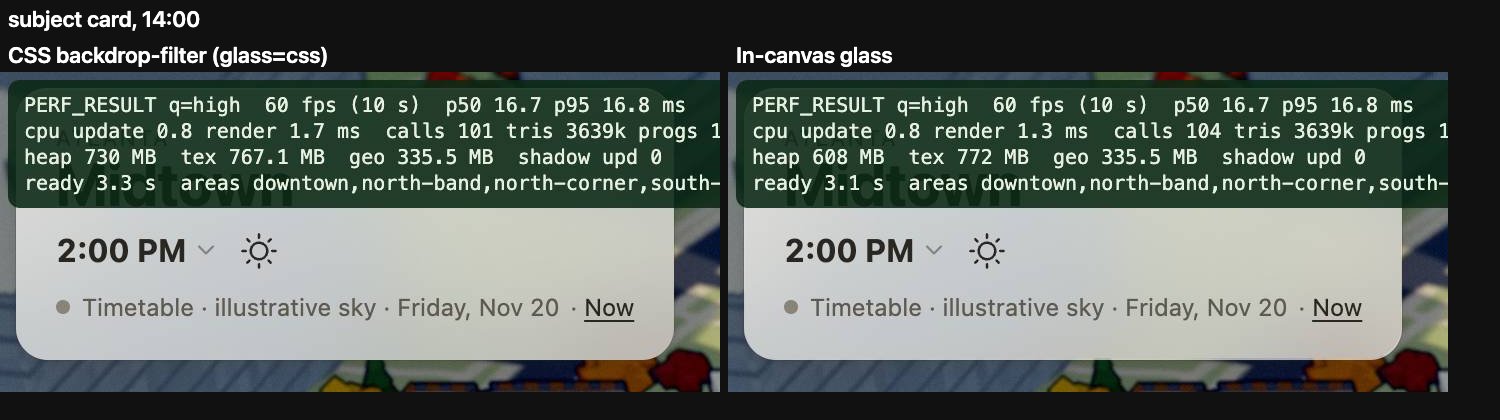 subject card, 14:00
CSS backdrop-filter (glass=css)
PERF_RESULT q=high 60 fps (10 s) p50 16.7 p95 16.8 ms
cpu update 0.8 render 1.7 ms calls 101 tris 3639k progs 1
heap 730 MB tex 767.1 MB geo 335.5 MB shadow upd 0
ready 3.3 s areas downtown,north-band,north-corner,south-
Midtown
2:00 PM
Timetable · illustrative sky · Friday, Nov 20 · Now
In-canvas glass
PERF_RESULT q=high 60 fps (10 s) p50 16.7 p95 16.8 ms
cpu update 0.8 render 1.3 ms calls 104 tris 3639k progs 1
heap 608 MB tex 772 MB geo 335.5 MB shadow upd 0
ready 3.1 s areas downtown,north-band,north-corner,south-
Midtown
2:00 PM
Timetable · illustrative sky · Friday, Nov 20 · Now